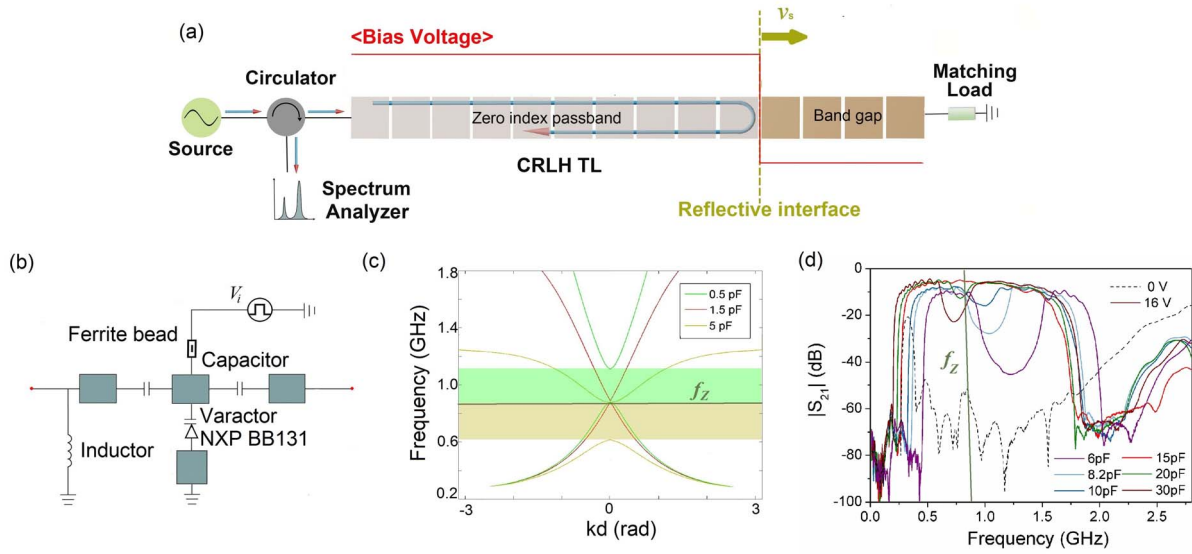 (a)
<Bias Voltage>
vs
Circulator
Matching
Load
Zero index passband
Band gap
Source
CRLH TL
Spectrum
Analyzer
Reflective interface
(b)
Vi
Ferrite bead
Capacitor
Varactor
NXP BB131
Inductor
(c)
1.8
1.4
1.0
0.6
0.2
Frequency (GHz)
0.5 pF
1.5 pF
5 pF
fZ
-3
0
3
kd (rad)
(d)
0
-20
-40
-60
-80
-100
|S21| (dB)
0 V
16 V
fZ
6pF
15pF
8.2pF
20pF
10pF
30pF
0.0
0.5
1.0
1.5
2.0
2.5
Frequency (GHz)